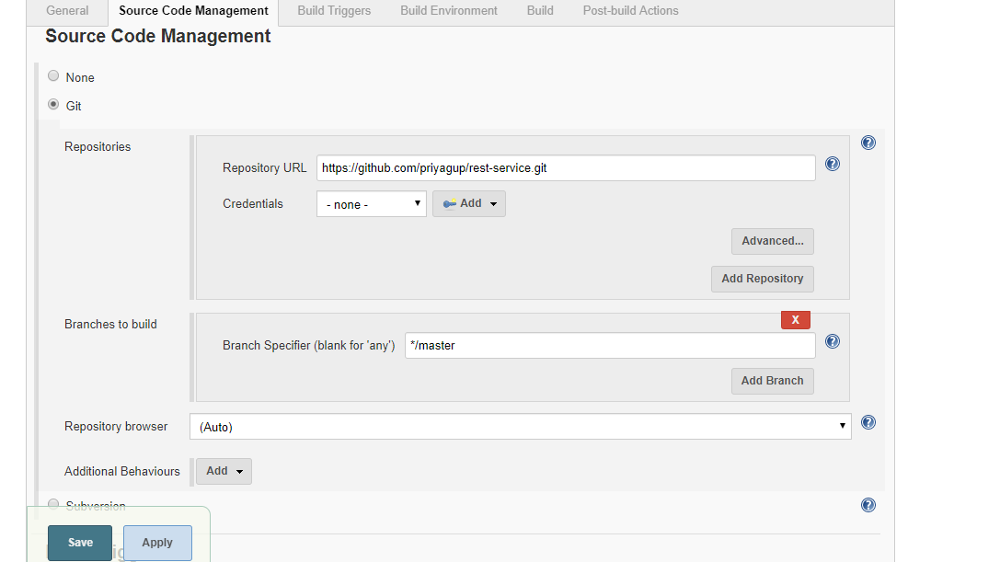 General Source Code Management Build Triggers Build Environment Build Post-build Actions
Source Code Management
None
Git
Repositories
Repository URL https://github.com/priyagup/rest-service.git
Credentials - none - Add
Advanced...
Add Repository
Branches to build
X
Branch Specifier (blank for 'any') */master
Add Branch
Repository browser (Auto)
Additional Behaviours Add
Subversion
Save Apply